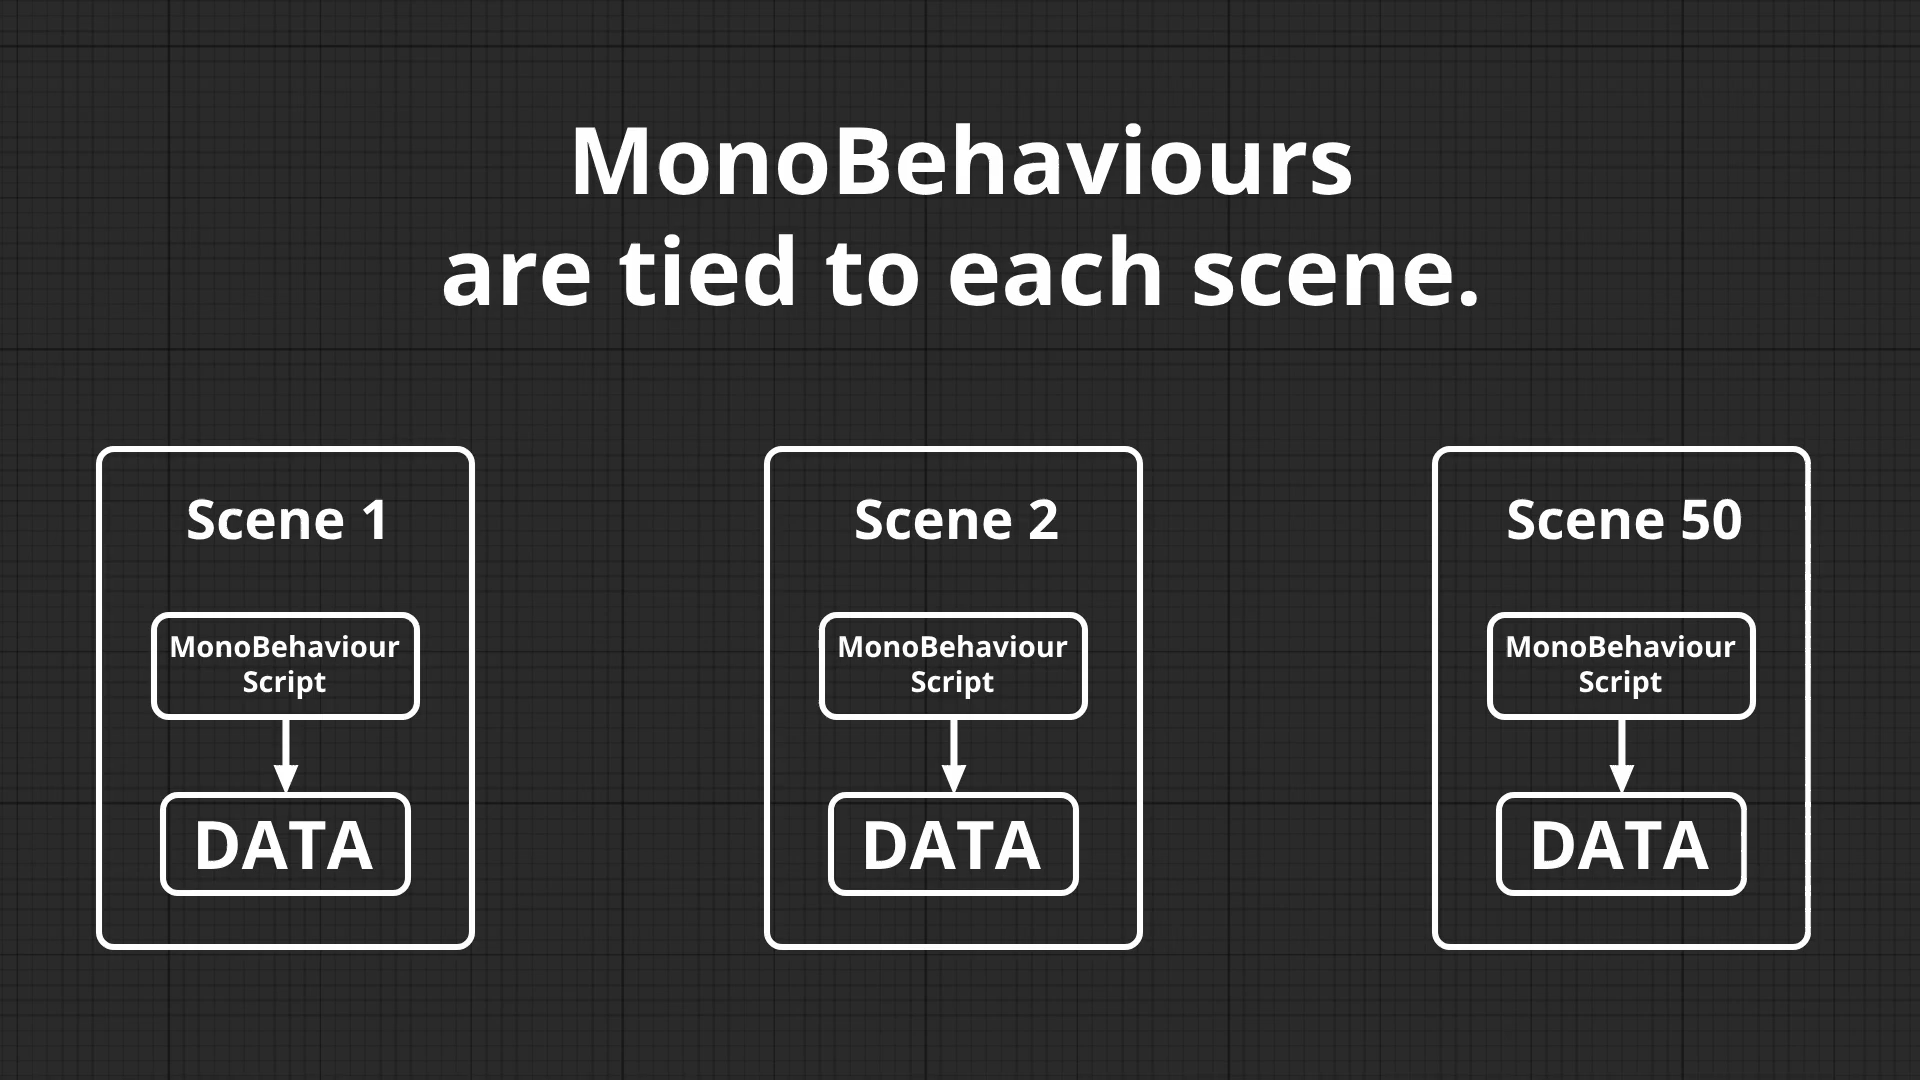 MonoBehaviours
are tied to each scene.
Scene 1
MonoBehaviour
Script
DATA
Scene 2
MonoBehaviour
Script
DATA
Scene 50
MonoBehaviour
Script
DATA